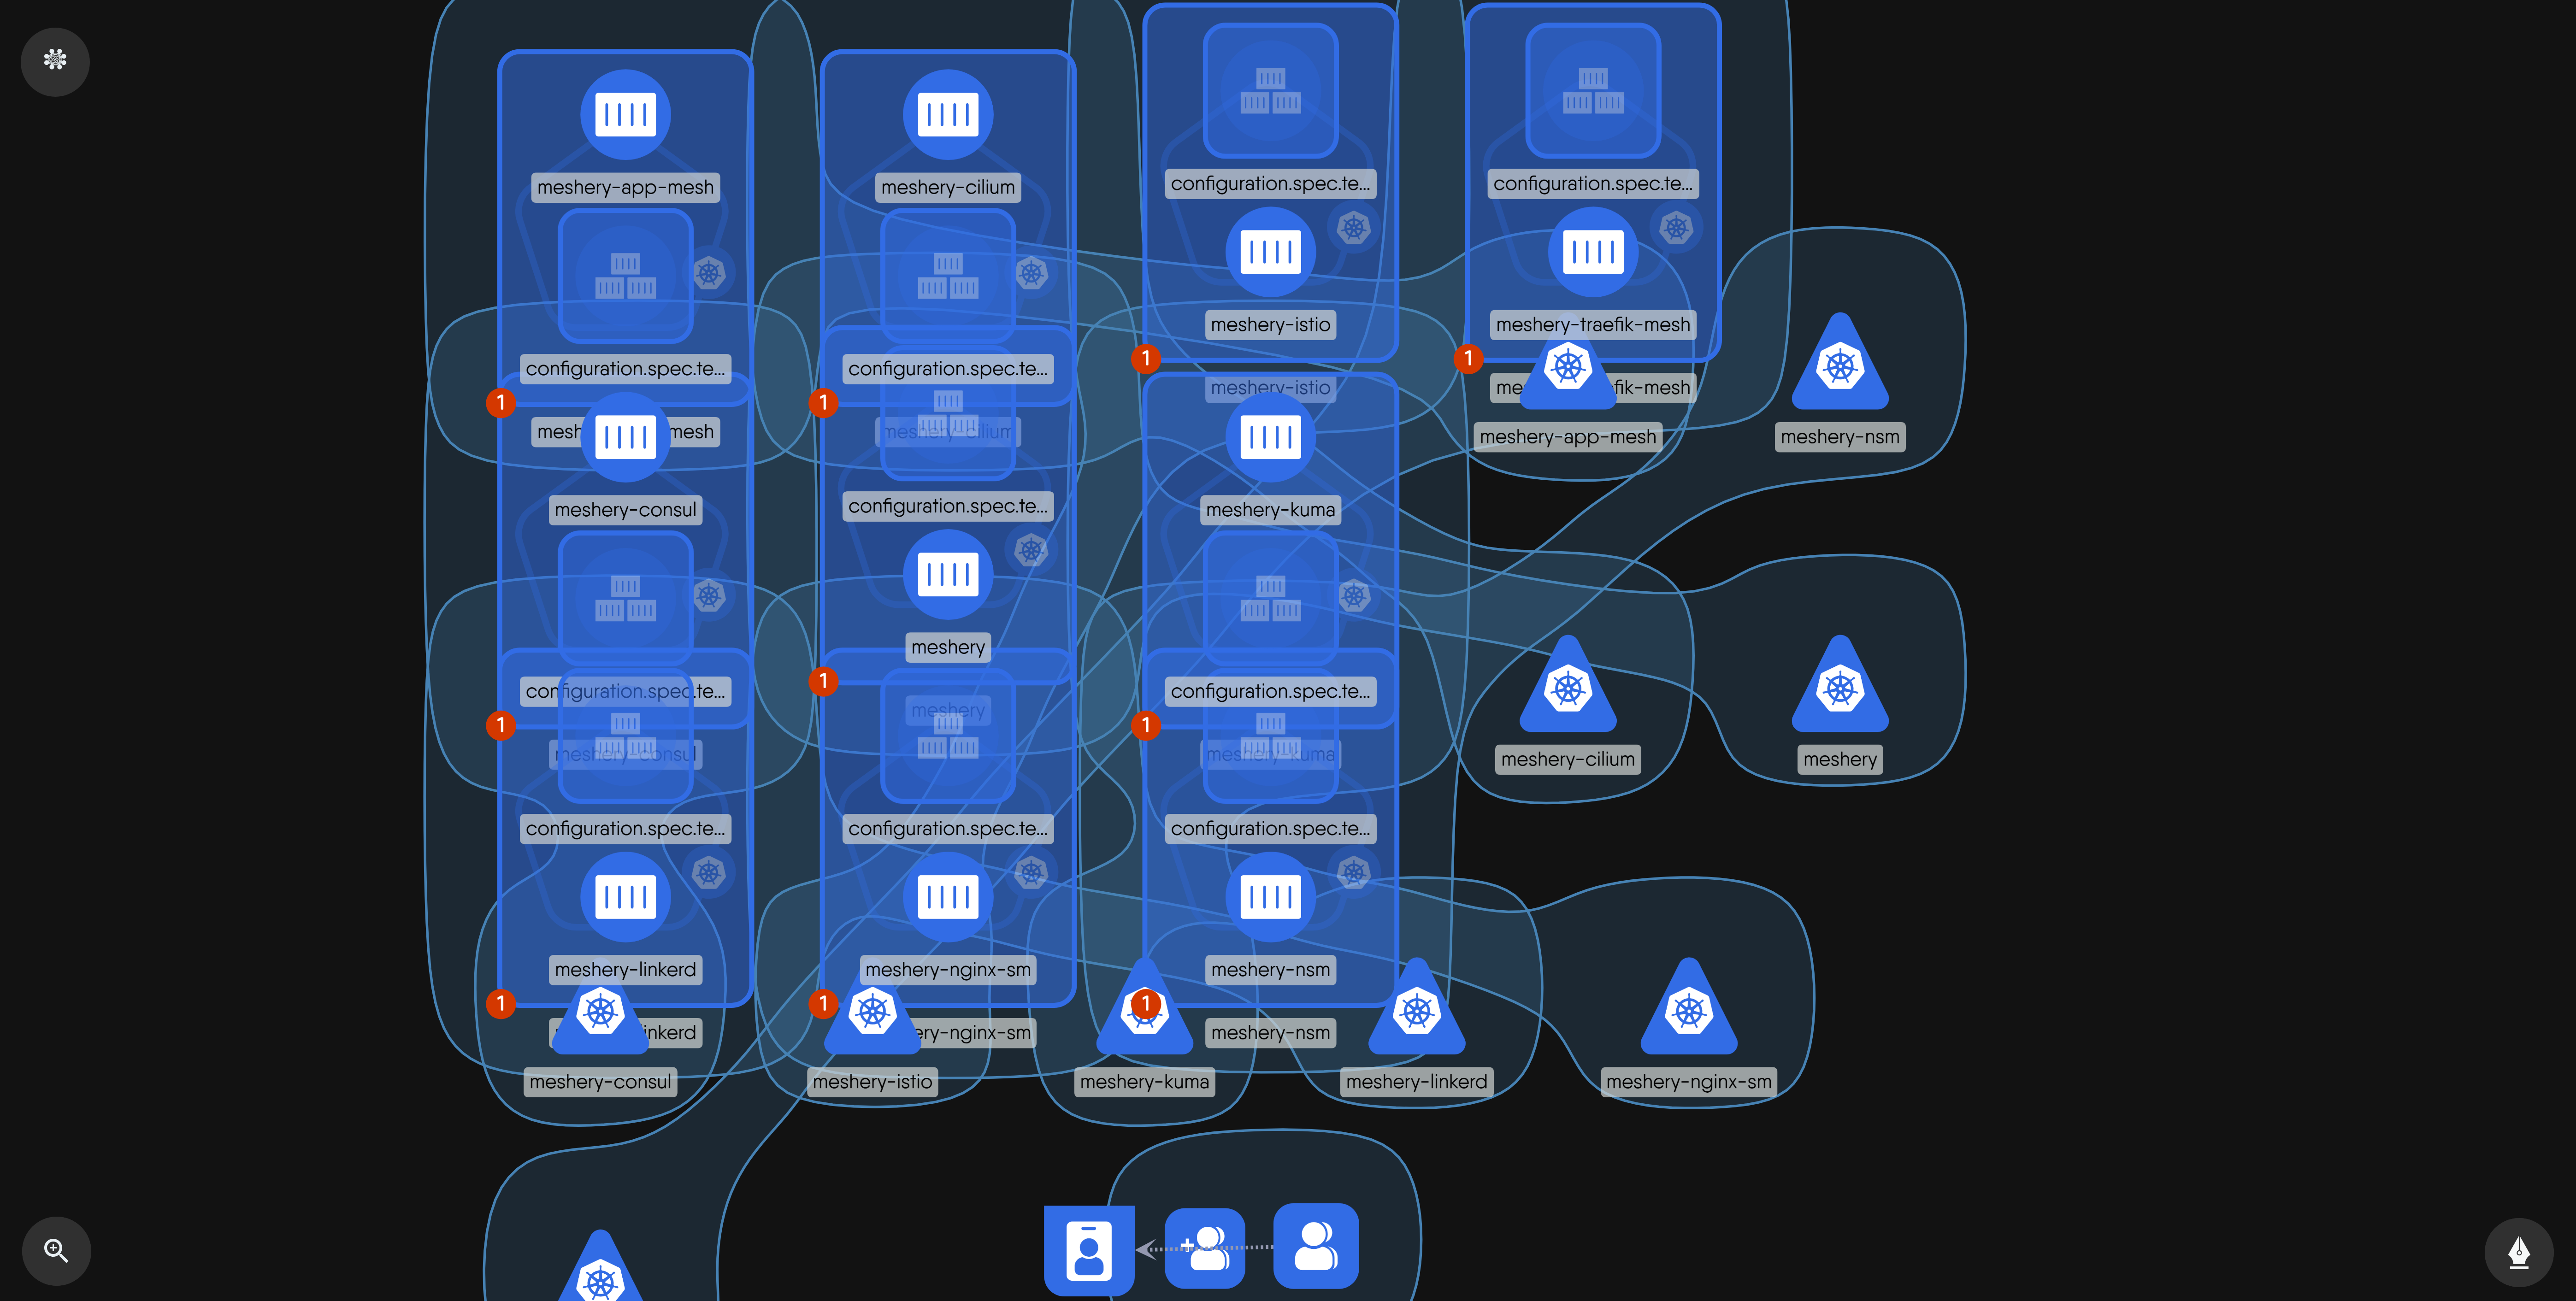 meshery-app-mesh
meshery-cilium
configuration.spec.te...
configuration.spec.te...
meshery-istio
meshery-traefik-mesh
configuration.spec.te...
configuration.spec.te...
1
1
meshery-istio
me fik-mesh
1
1
mesh mesh
meshery-cilium
meshery-app-mesh
meshery-nsm
meshery-consul
configuration.spec.te...
meshery-kuma
meshery
configuration.spec.te...
1
configuration.spec.te...
meshery
1
1
meshery-consul
meshery-kuma
meshery-cilium
meshery
configuration.spec.te...
configuration.spec.te...
configuration.spec.te...
meshery-linkerd
meshery-nginx-sm
meshery-nsm
1
1
1
inkerd
ery-nginx-sm
meshery-nsm
meshery-consul
meshery-istio
meshery-kuma
meshery-linkerd
meshery-nginx-sm